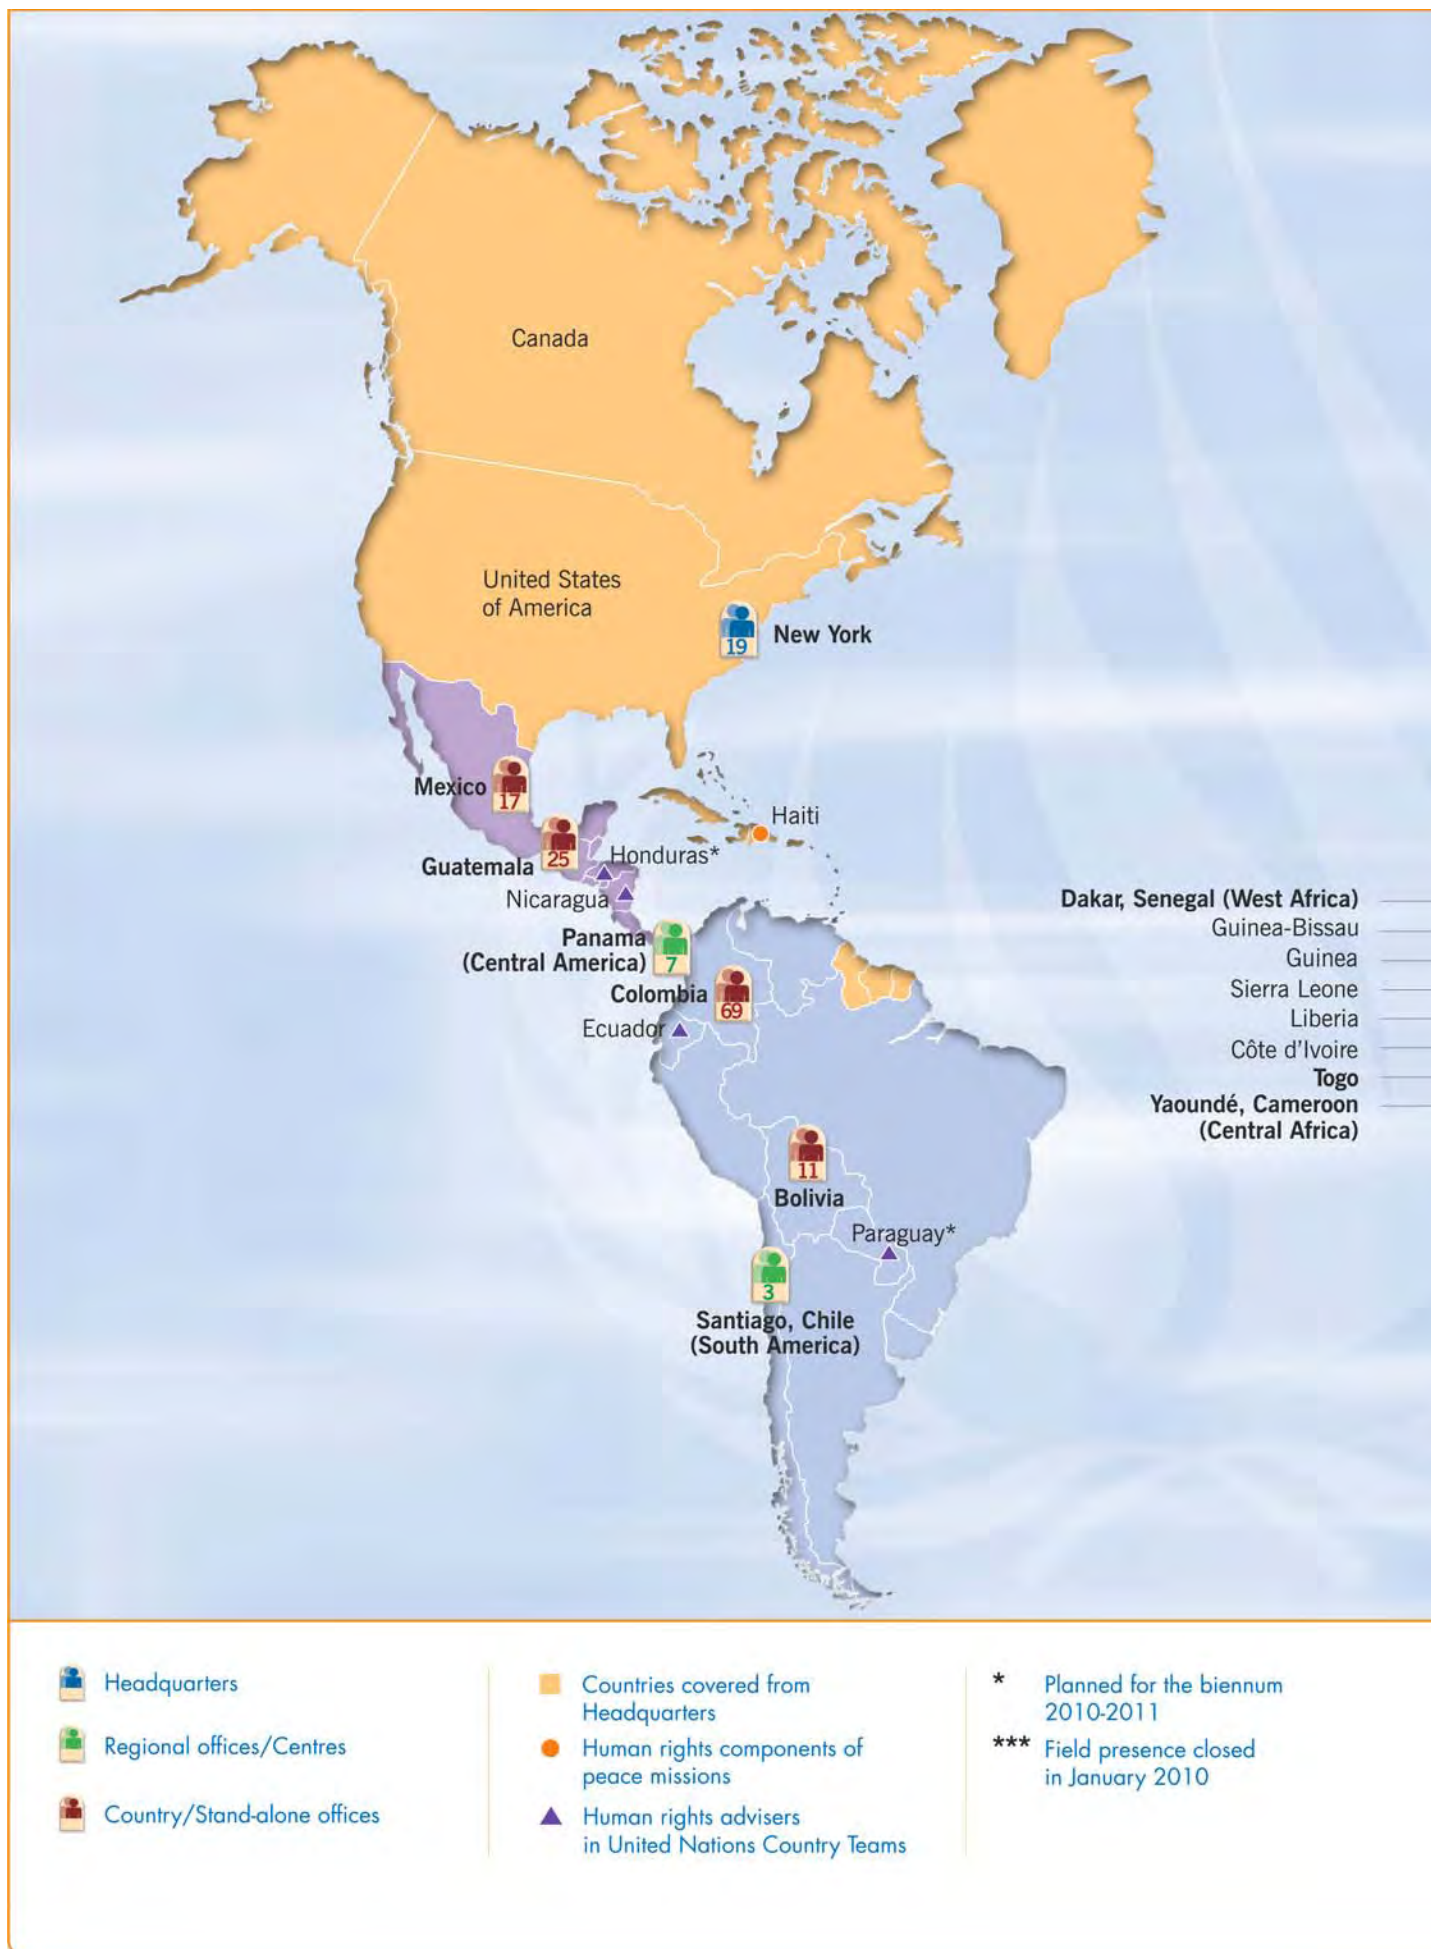 Canada
United States
of America
19
New York
Mexico
17
Haiti
25
Guatemala
Honduras*
Nicaragua
Panama
(Central America)
7
Colombia
69
Ecuador
Dakar, Senegal (West Africa)
Guinea-Bissau
Guinea
Sierra Leone
Liberia
Côte d'Ivoire
Togo
Yaoundé, Cameroon
(Central Africa)
11
Bolivia
Paraguay*
3
Santiago, Chile
(South America)
Headquarters
Regional offices/Centres
Country/Stand-alone offices
Countries covered from
Headquarters
Human rights components of
peace missions
Human rights advisers
in United Nations Country Teams
* Planned for the biennum
2010-2011
*** Field presence closed
in January 2010